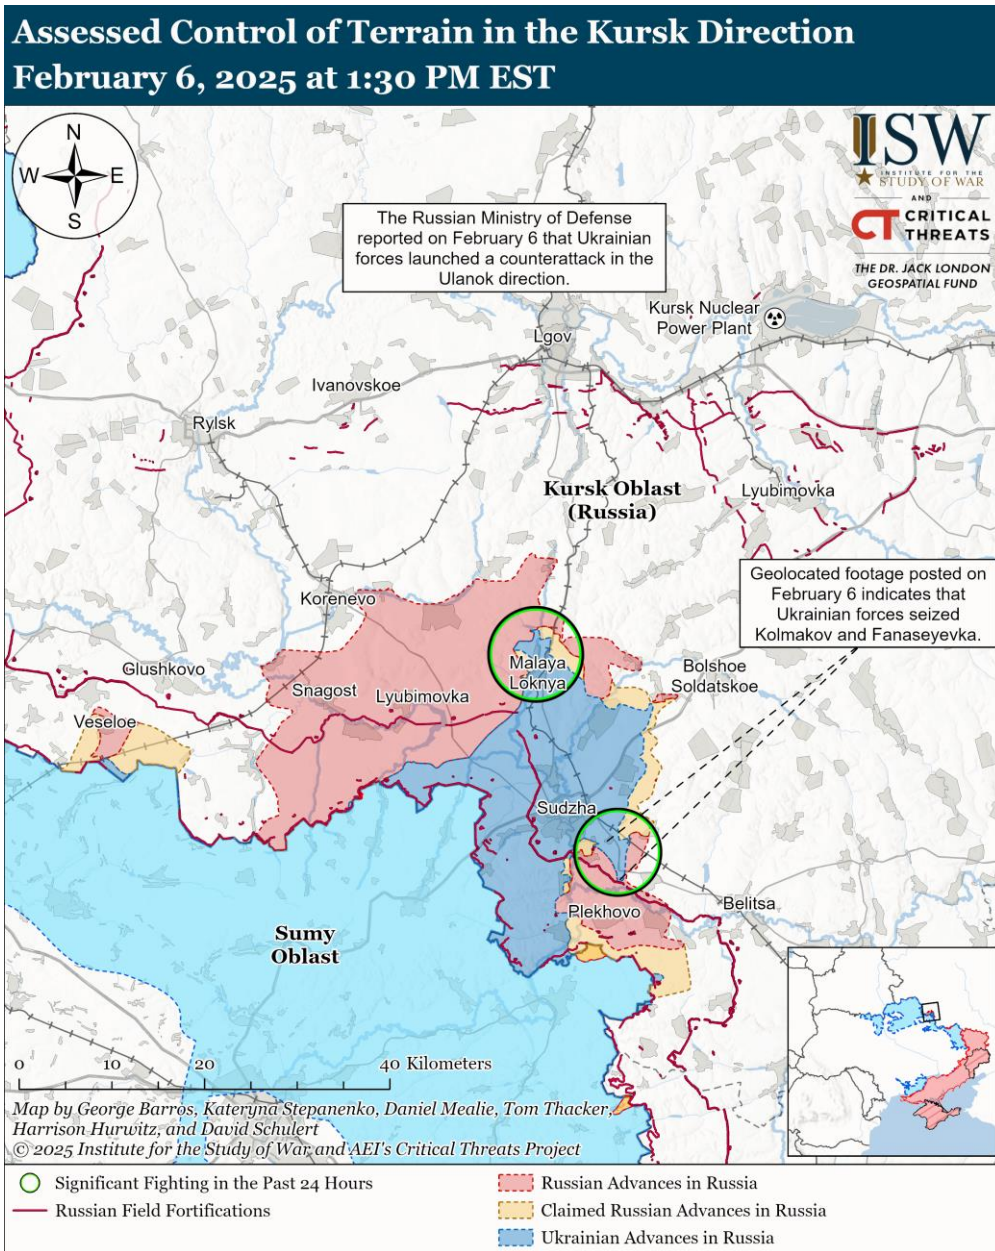 Assessed Control of Terrain in the Kursk Direction
February 6, 2025 at 1:30 PM EST
N
W
E
S
ISW
INSTITUTE FOR THE
STUDY OF WAR
AND
CT CRITICAL
THREATS
THE DR. JACK LONDON
GEOSPATIAL FUND
The Russian Ministry of Defense
reported on February 6 that Ukrainian
forces launched a counterattack in the
Ulanok direction.
Kursk Nuclear
Power Plant
Lgov
Ivanovskoe
Rylsk
Kursk Oblast
(Russia)
Lyubimovka
Geolocated footage posted on
February 6 indicates that
Ukrainian forces seized
Kolmakov and Fanaseyevka.
Korenevo
Glushkovo
Snagost
Lyubimovka
Malaya
Loknya
Bolshoe
Soldatskoe
Veseloe
Sudzha
Plekhovo
Belitsa
Sumy
Oblast
0 10 20 40 Kilometers
Map by George Barros, Kateryna Stepanenko, Daniel Mealie, Tom Thacker,
Harrison Hurwitz, and David Schulert
© 2025 Institute for the Study of War and AEI's Critical Threats Project
Significant Fighting in the Past 24 Hours
Russian Field Fortifications
Russian Advances in Russia
Claimed Russian Advances in Russia
Ukrainian Advances in Russia